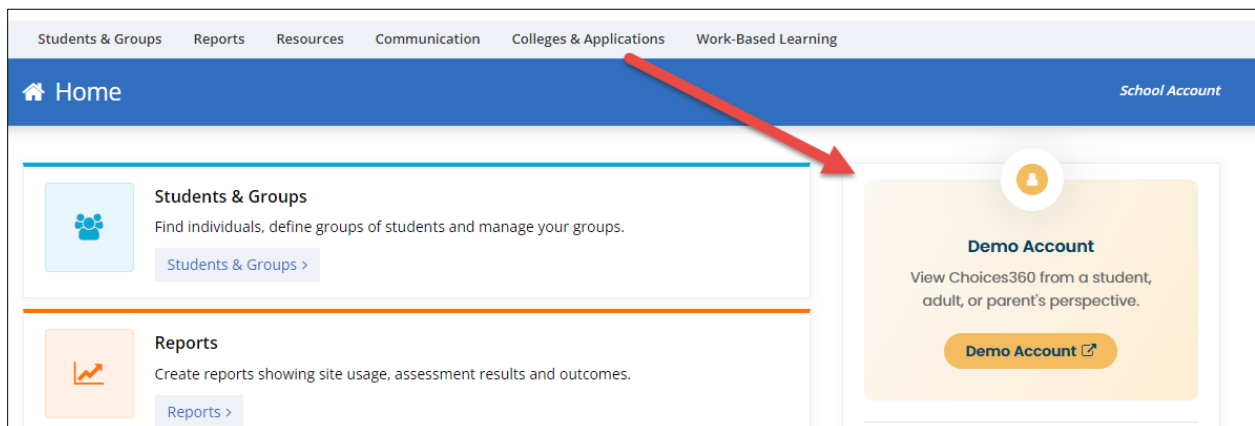 Students & Groups Reports Resources Communication Colleges & Applications Work-Based Learning
Home
School Account
Students & Groups
Find individuals, define groups of students and manage your groups.
Students & Groups >
Reports
Create reports showing site usage, assessment results and outcomes.
Reports >
Demo Account
View Choices360 from a student,
adult, or parent's perspective.
Demo Account